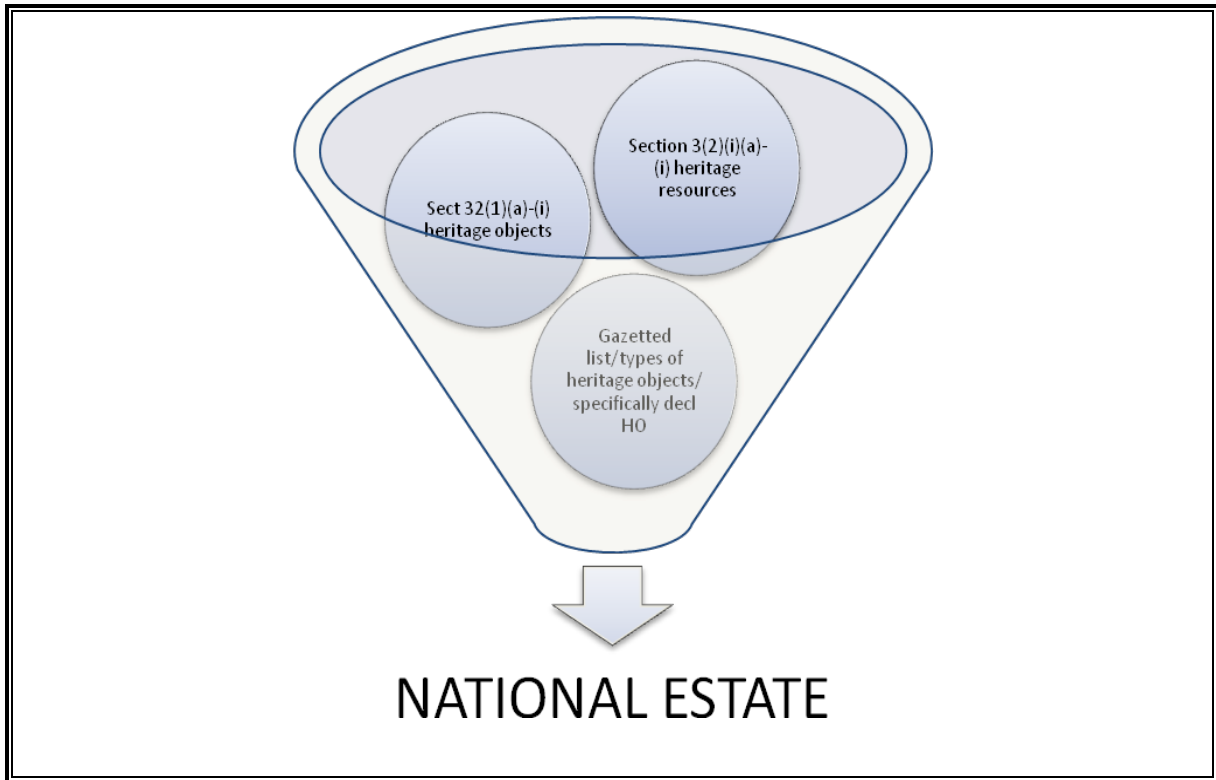 Section 3(2)(i)(a)-
(i) heritage
resources
Sect 32(1)(a)-(i)
heritage objects
Gazetted
list/types of
heritage objects/
specifically decl
HO
NATIONAL ESTATE